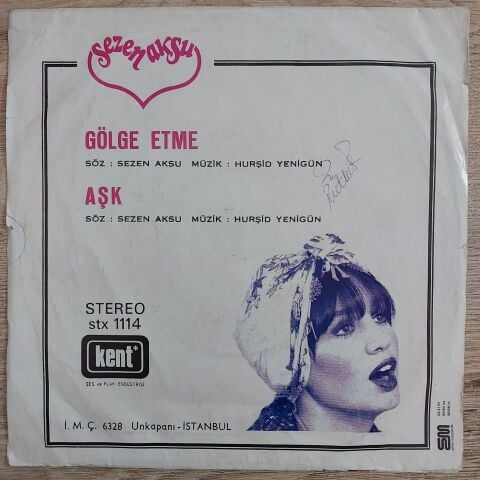 sezen aksu
GÖLGE ETME
SÖZ : SEZEN AKSU MÜZİK : HURŞİD YENİGÜN
AŞK
SÖZ : SEZEN AKSU MÜZİK : HURŞİD YENİGÜN
STEREO
stx 1114
kent*
SES ve PLAK ENDÜSTRİSİ
İ. M. Ç. 6328 Unkapanı - İSTANBUL